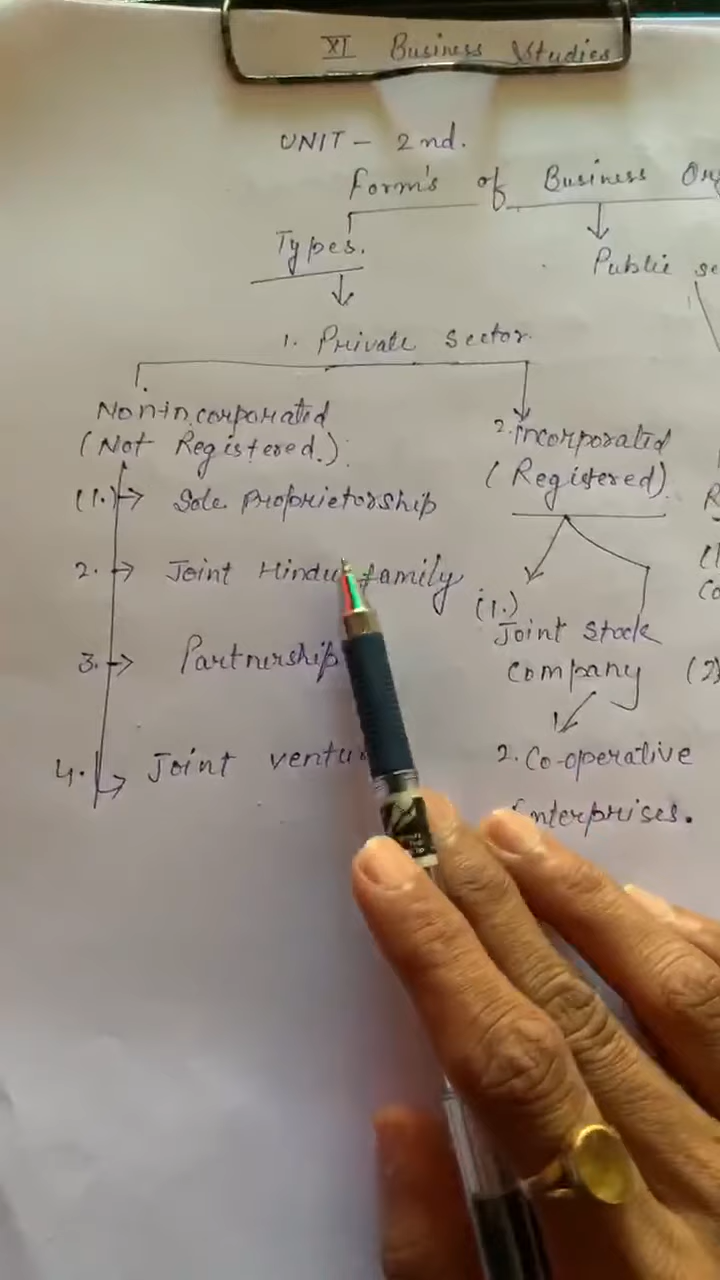 XI Business Studies
UNIT - 2nd.
Form's of Business
Types.
Public
1. Private sector.
Non-incorporated
(Not Registered.)
(1.) → Sole Proprietorship
2. → Joint Hindu family
3. → Partnership
4. → Joint
2. incorporated
(Registered)
(1.)
Joint Stock
Company
(2)
2. Co-operative
Enterprises.